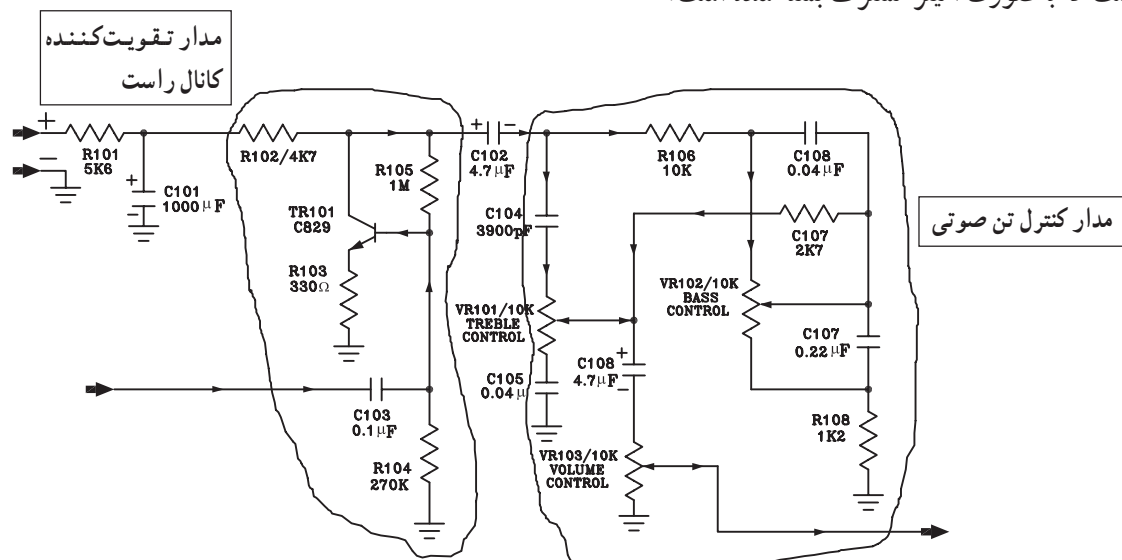 مدار تقویت‌کننده
کانال راست
+
−
R101
5K6
+
−
C101
1000 μF
R102/4K7
R105
1M
TR101
C829
R103
330Ω
C103
0.1μF
R104
270K
+ −
C102
4.7μF
C104
3900pF
VR101/10K
TREBLE
CONTROL
C105
0.04μ
R106
10K
C108
0.04μF
C107
2K7
VR102/10K
BASS
CONTROL
C107
0.22μF
+
C108
4.7μF
−
R108
1K2
VR103/10K
VOLUME
CONTROL
مدار کنترل تن صوتی